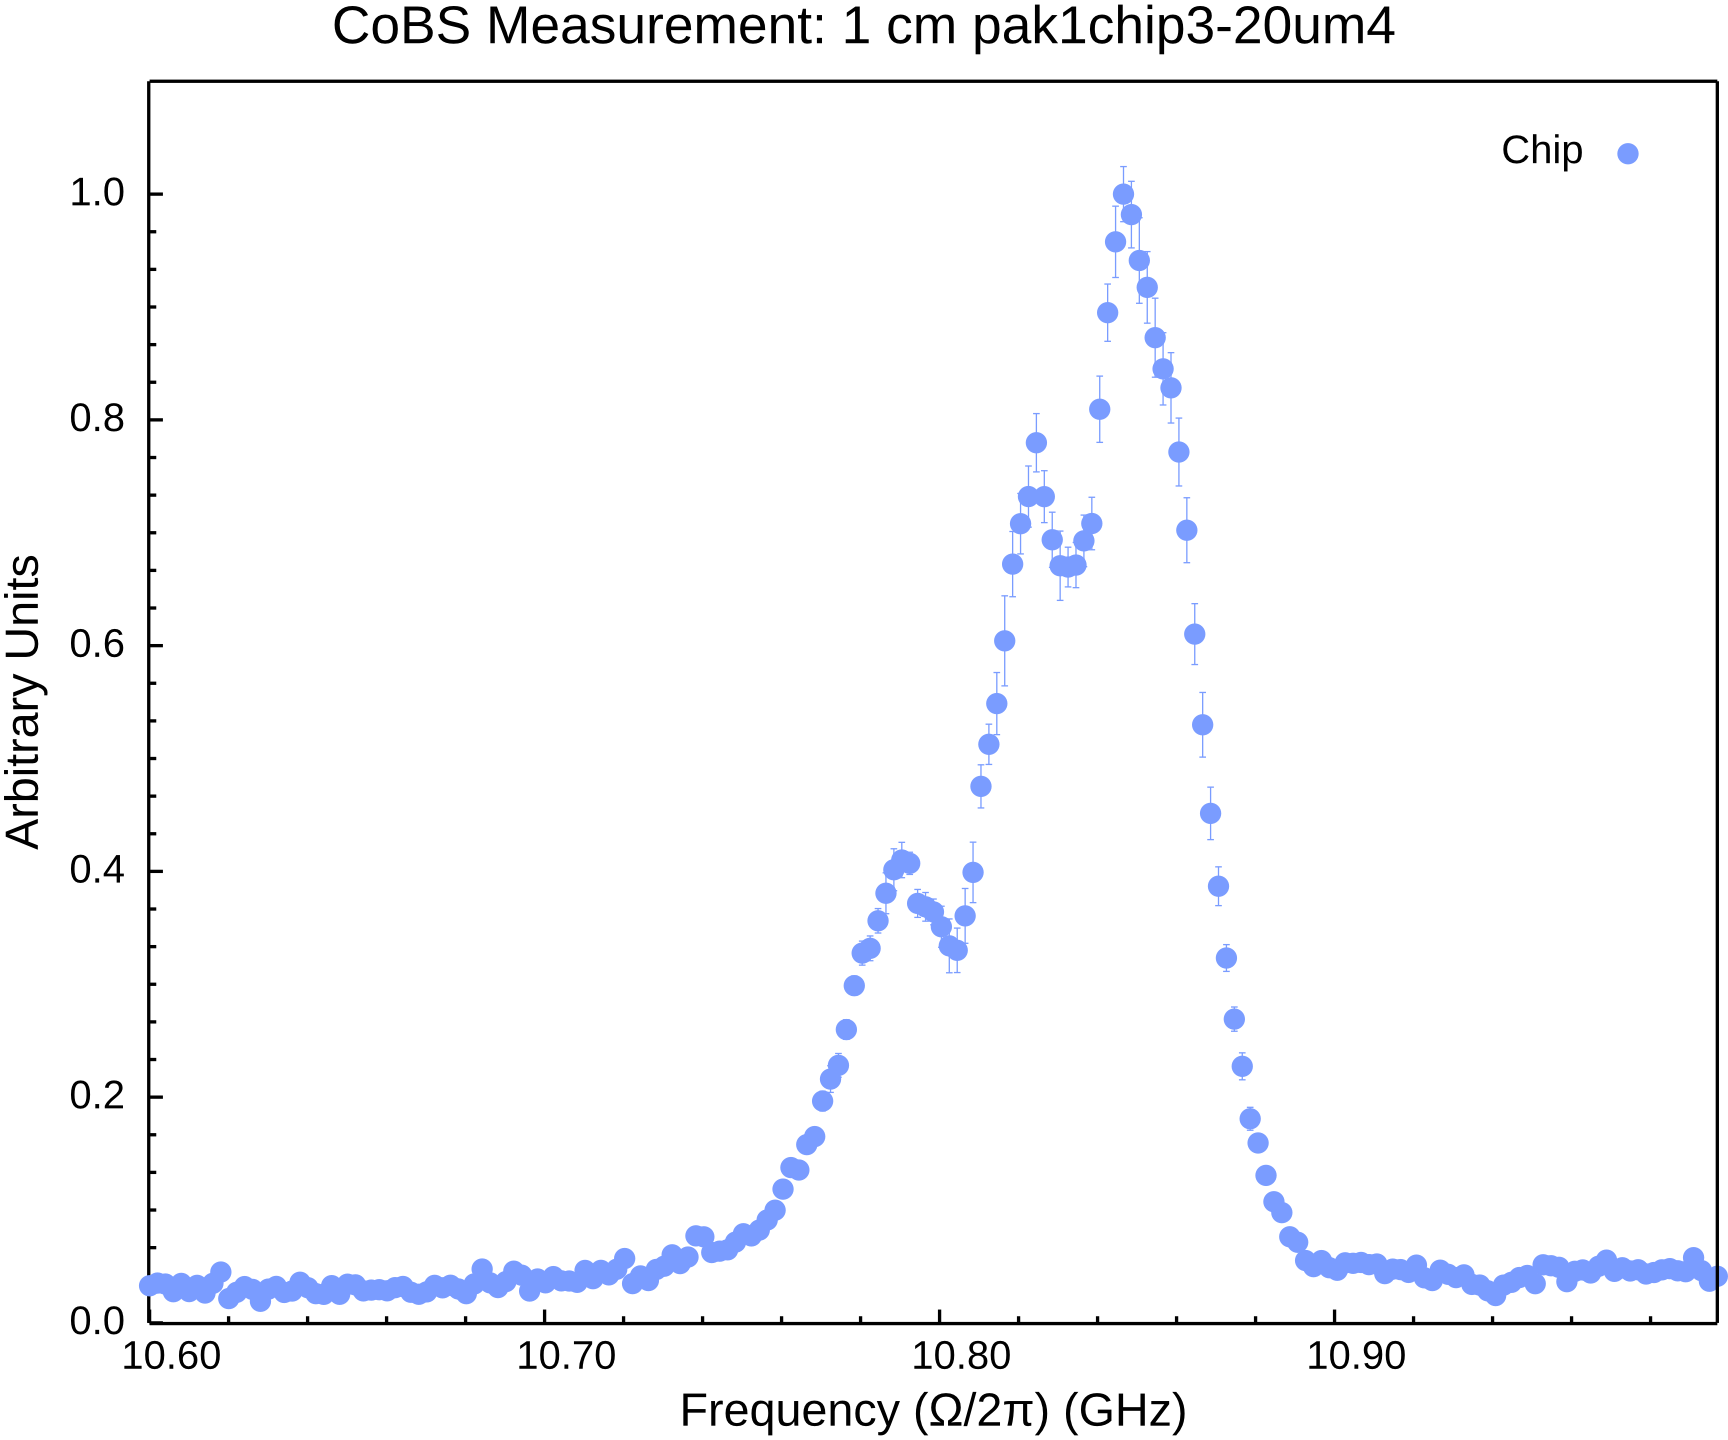 CoBS Measurement: 1 cm pak1chip3-20um4
Chip
1.0
0.8
0.6
0.4
0.2
0.0
Arbitrary Units
10.60 10.70 10.80 10.90
Frequency (Ω/2π) (GHz)